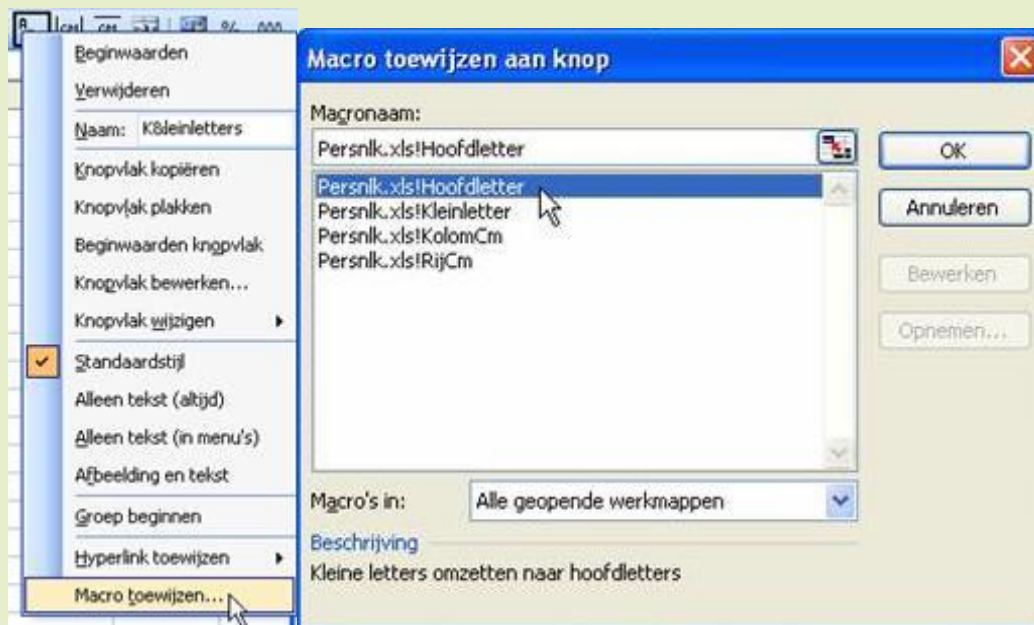 % 000
Beginwaarden
Verwijderen
Naam: K&leinletters
Knopvlak kopiëren
Knopvlak plakken
Beginwaarden knopvlak
Knopvlak bewerken...
Knopvlak wijzigen
Standaardstijl
Alleen tekst (altijd)
Alleen tekst (in menu's)
Afbeelding en tekst
Groep beginnen
Hyperlink toewijzen
Macro toewijzen...
Macro toewijzen aan knop
Macronaam:
Persnlk.xls!Hoofdletter
OK
Persnlk.xls!Hoofdletter
Persnlk.xls!Kleinletter
Persnlk.xls!KolomCm
Persnlk.xls!RijCm
Annuleren
Bewerken
Opnemen...
Macro's in: Alle geopende werkmappen
Beschrijving
Kleine letters omzetten naar hoofdletters